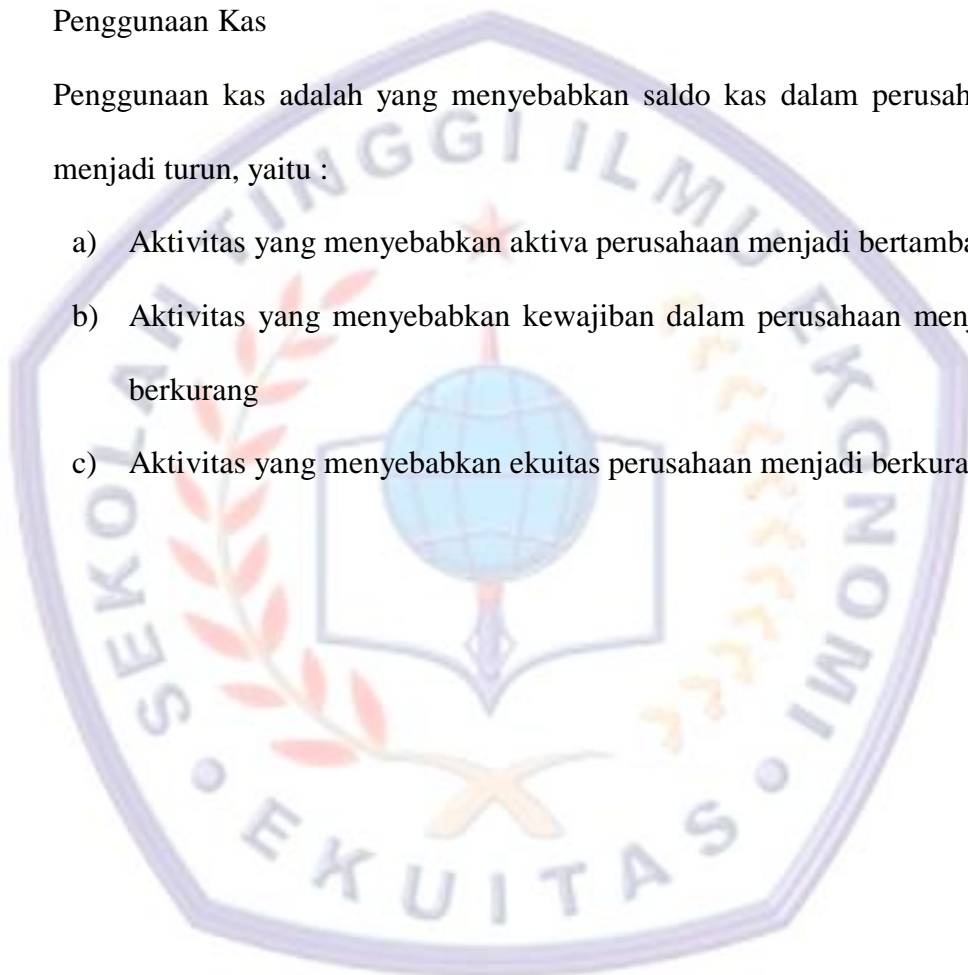 Penggunaan Kas
Penggunaan kas adalah yang menyebabkan saldo kas dalam perusah
menjadi turun, yaitu :
a) Aktivitas yang menyebabkan aktiva perusahaan menjadi bertamba
b) Aktivitas yang menyebabkan kewajiban dalam perusahaan menj
berkurang
c) Aktivitas yang menyebabkan ekuitas perusahaan menjadi berkura
SEKOLAH TINGGI ILMU EKONOMI
EKUITAS